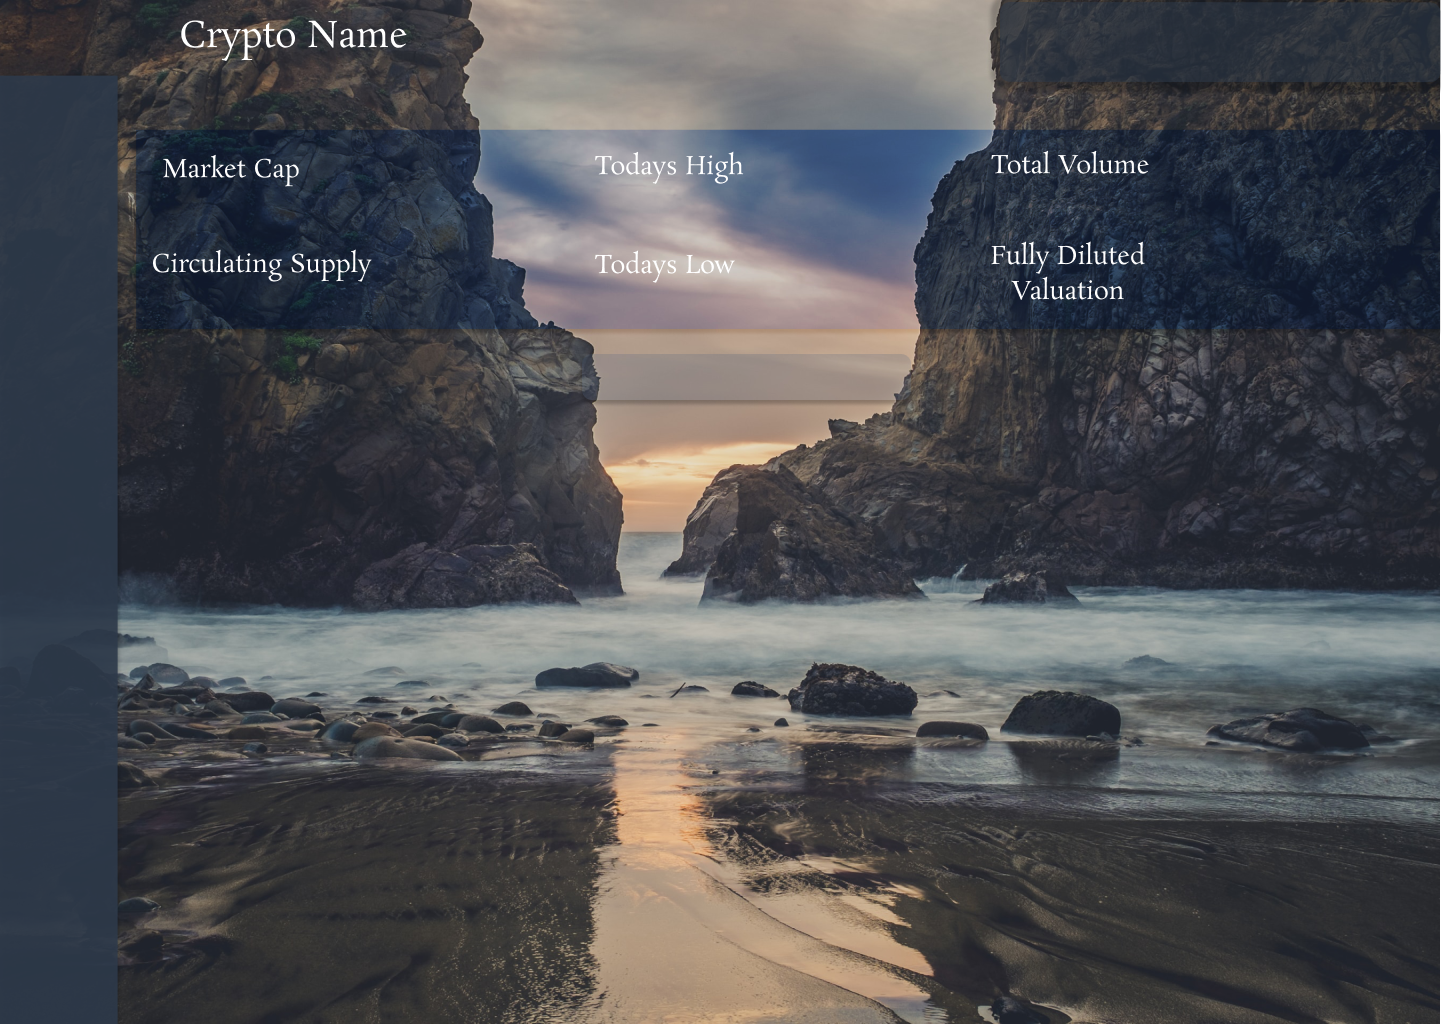 Crypto Name
Market Cap
Todays High
Total Volume
Circulating Supply
Todays Low
Fully Diluted
Valuation